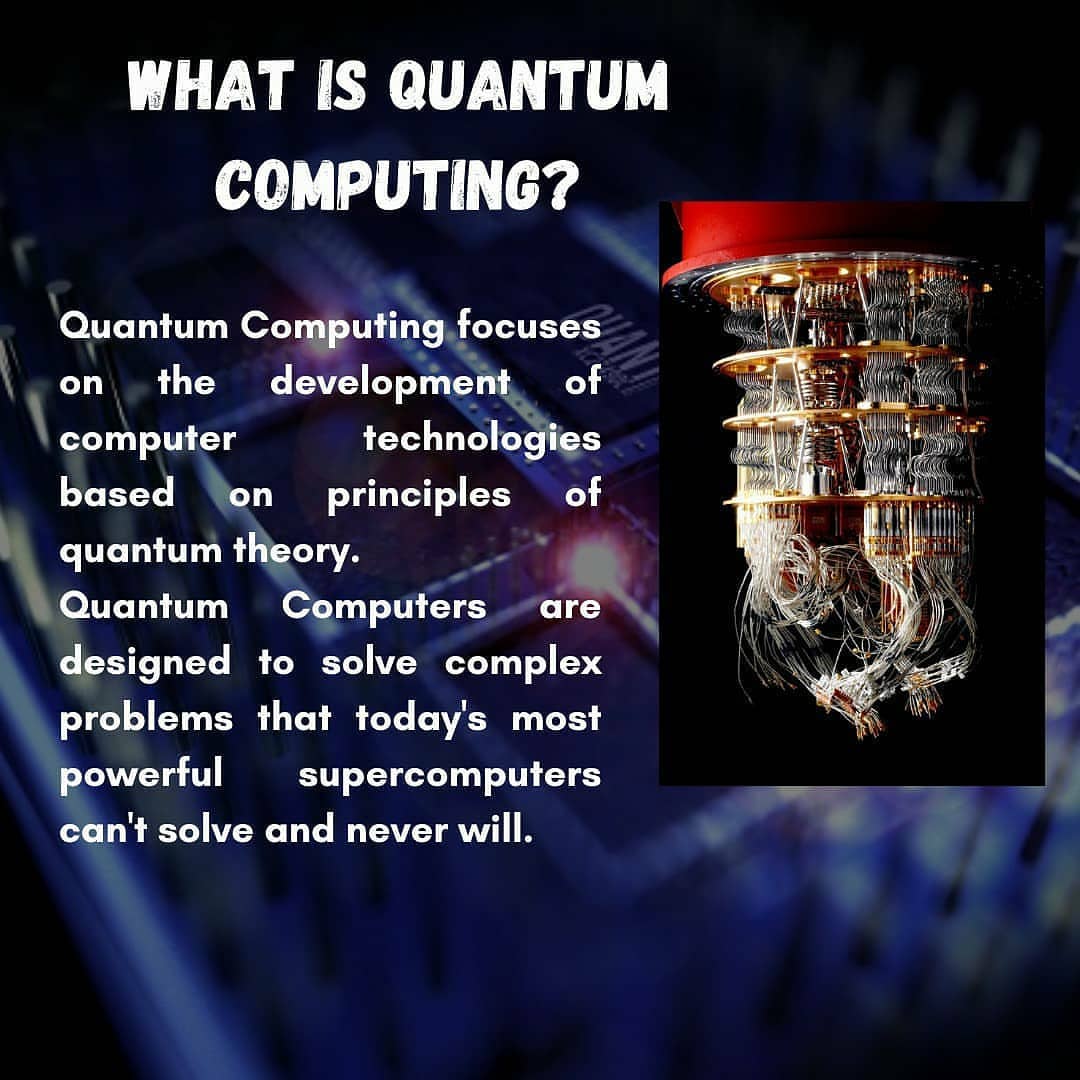 WHAT IS QUANTUM
COMPUTING?
Quantum Computing focuses
on the development of
computer technologies
based on principles of
quantum theory.
Quantum Computers are
designed to solve complex
problems that today's most
powerful supercomputers
can't solve and never will.